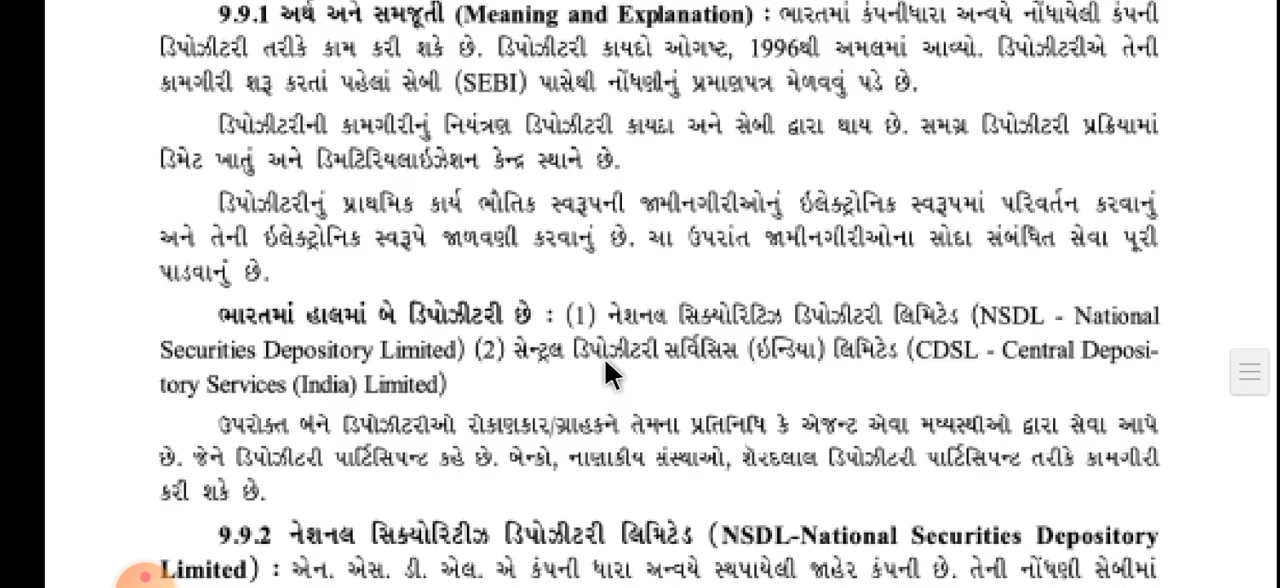 9.9.1 અર્થ અને સમજૂતી (Meaning and Explanation) : ભારતમાં કંપનીધારા અન્વયે નોંધાયેલી કંપની
ડિપોઝીટરી તરીકે કામ કરી શકે છે. ડિપોઝીટરી કાયદો ઓગષ્ટ, 1996થી અમલમાં આવ્યો. ડિપોઝીટરીએ તેની
કામગીરી શરૂ કરતાં પહેલાં સેબી (SEBI) પાસેથી નોંધણીનું પ્રમાણપત્ર મેળવવું પડે છે.
ડિપોઝીટરીની કામગીરીનું નિયંત્રણ ડિપોઝીટરી કાયદા અને સેબી દ્વારા થાય છે. સમગ્ર ડિપોઝીટરી પ્રક્રિયામાં
ડિમેટ ખાતું અને ડિમટિરિયલાઇઝેશન કેન્દ્ર સ્થાને છે.
ડિપોઝીટરીનું પ્રાથમિક કાર્ય ભૌતિક સ્વરૂપની જામીનગીરીઓનું ઇલેક્ટ્રોનિક સ્વરૂપમાં પરિવર્તન કરવાનું
અને તેની ઇલેક્ટ્રોનિક સ્વરૂપે જાળવણી કરવાનું છે. આ ઉપરાંત જામીનગીરીઓના સોદા સંબંધિત સેવા પૂરી
પાડવાનું છે.
ભારતમાં હાલમાં બે ડિપોઝીટરી છે : (1) નેશનલ સિક્યોરિટિઝ ડિપોઝીટરી લિમિટેડ (NSDL - National
Securities Depository Limited) (2) સેન્ટ્રલ ડિપોઝીટરી સર્વિસિસ (ઇન્ડિયા) લિમિટેડ (CDSL - Central Deposi-
tory Services (India) Limited)
ઉપરોક્ત બંને ડિપોઝીટરીઓ રોકાણકાર/ગ્રાહકને તેમના પ્રતિનિધિ કે એજન્ટ એવા મધ્યસ્થીઓ દ્વારા સેવા આપે
છે. જેને ડિપોઝીટરી પાર્ટિસિપન્ટ કહે છે. બેન્કો, નાણાકીય સંસ્થાઓ, શેરદલાલ ડિપોઝીટરી પાર્ટિસિપન્ટ તરીકે કામગીરી
કરી શકે છે.
9.9.2 નેશનલ સિક્યોરિટીઝ ડિપોઝીટરી લિમિટેડ (NSDL-National Securities Depository
Limited) : એન. એસ. ડી. એલ. એ કંપની ધારા અન્વયે સ્થપાયેલી જાહેર કંપની છે. તેની નોંધણી સેબીમાં